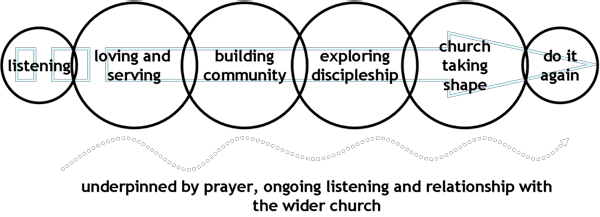 listening
loving and
serving
building
community
exploring
discipleship
church
taking
shape
do it
again
underpinned by prayer, ongoing listening and relationship with
the wider church